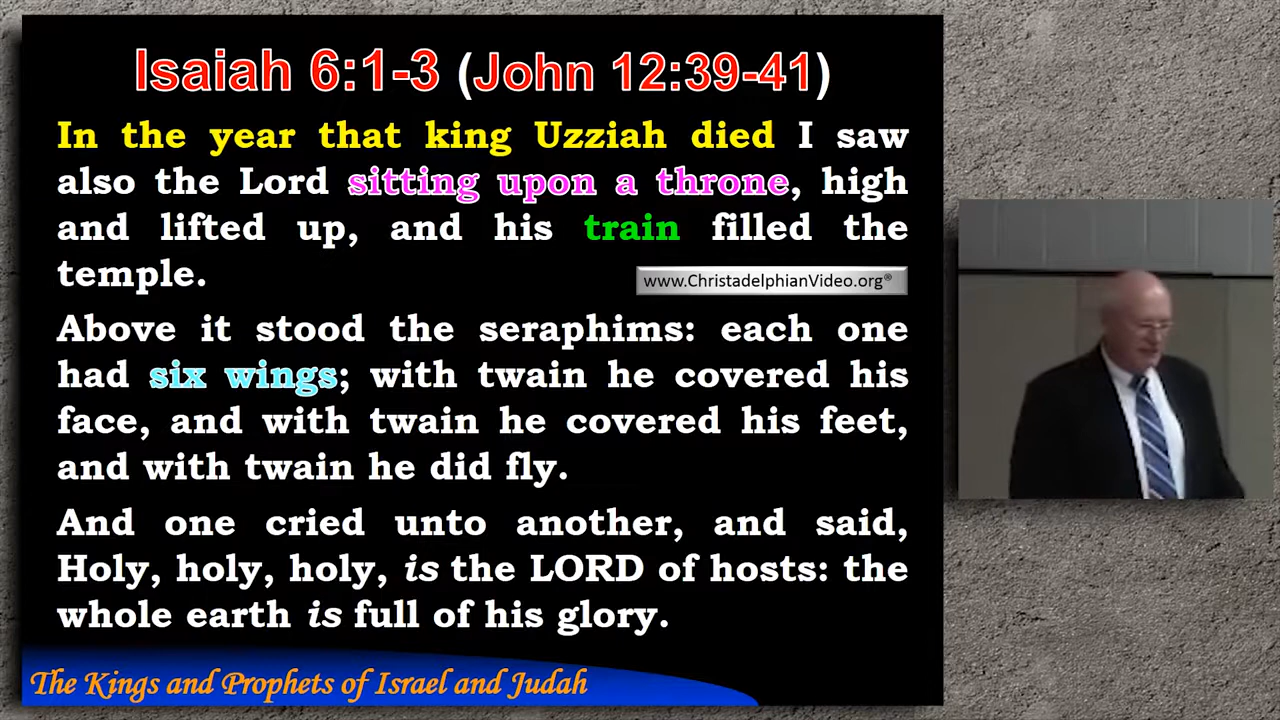 Isaiah 6:1-3 (John 12:39-41)
In the year that king Uzziah died I saw
also the Lord sitting upon a throne, high
and lifted up, and his train filled the
temple.
www.ChristadelphianVideo.org®
Above it stood the seraphims: each one
had six wings; with twain he covered his
face, and with twain he covered his feet,
and with twain he did fly.
And one cried unto another, and said,
Holy, holy, holy, is the LORD of hosts: the
whole earth is full of his glory.
The Kings and Prophets of Israel and Judah